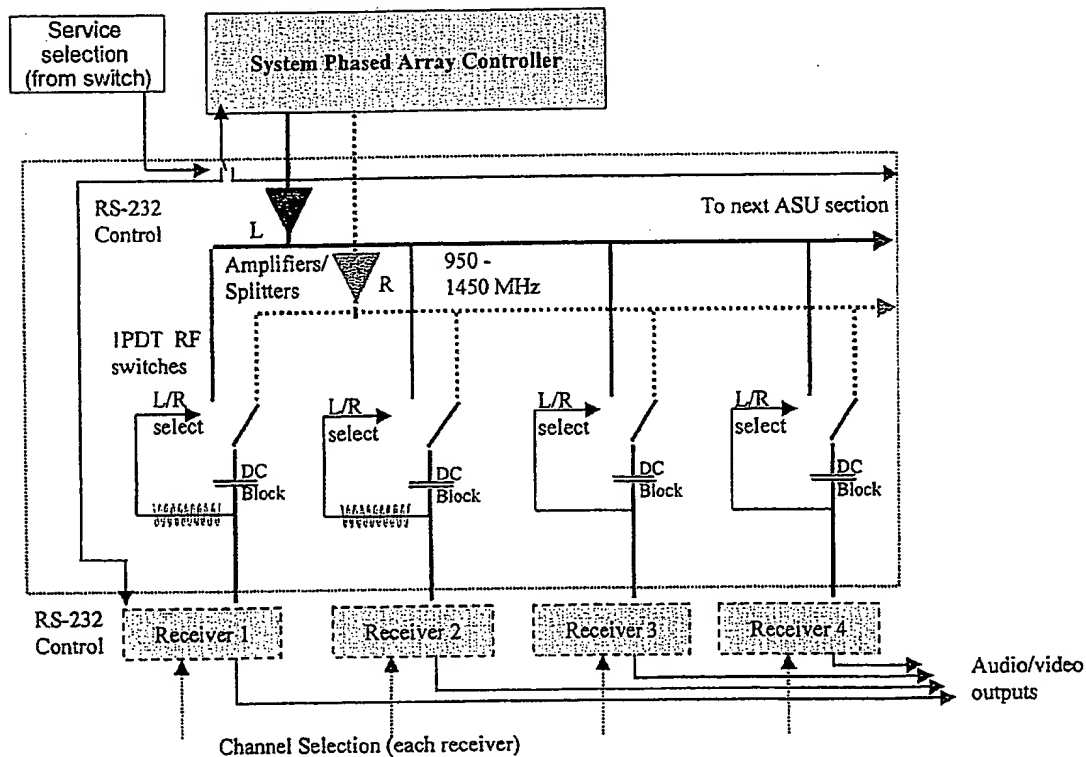 Service
selection
(from switch)
System Phased Array Controller
RS-232
Control
L
To next ASU section
Amplifiers/
Splitters
R
950 -
1450 MHz
1PDT RF
switches
L/R
select
L/R
select
L/R
select
L/R
select
DC
Block
DC
Block
DC
Block
DC
Block
RS-232
Control
Receiver 1
Receiver 2
Receiver 3
Receiver 4
Audio/video
outputs
Channel Selection (each receiver)